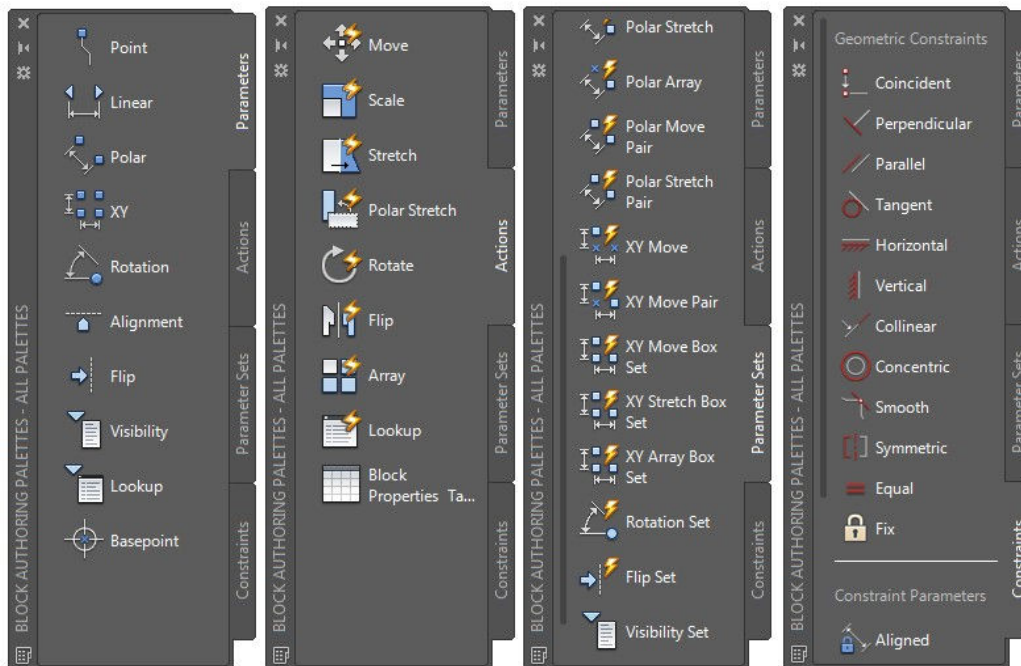 Point
Linear
Polar
XY
Rotation
Alignment
Flip
Visibility
Lookup
Basepoint
Parameters
Actions
Parameter Sets
Constraints
BLOCK AUTHORING PALETTES - ALL PALETTES
Move
Scale
Stretch
Polar Stretch
Rotate
Flip
Array
Lookup
Block
Properties Ta...
Parameters
Actions
Parameter Sets
Constraints
BLOCK AUTHORING PALETTES - ALL PALETTES
Polar Stretch
Polar Array
Polar Move
Pair
Polar Stretch
Pair
XY Move
XY Move Pair
XY Move Box
Set
XY Stretch Box
Set
XY Array Box
Set
Rotation Set
Flip Set
Visibility Set
Parameters
Actions
Parameter Sets
Constraints
BLOCK AUTHORING PALETTES - ALL PALETTES
Geometric Constraints
Coincident
Perpendicular
Parallel
Tangent
Horizontal
Vertical
Collinear
Concentric
Smooth
Symmetric
Equal
Fix
Constraint Parameters
Aligned
Parameters
Actions
Parameter Sets
Constraints
BLOCK AUTHORING PALETTES - ALL PALETTES